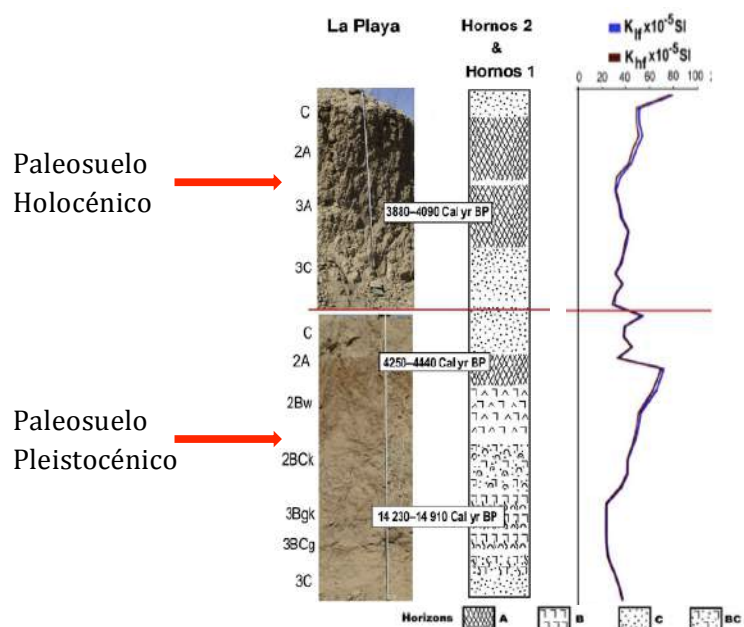 La Playa
Hornos 2
&
Hornos 1
Klf x10-5SI
Khf x10-5SI
0 20 40 60 80 100
C
2A
3A
3C
Paleosuelo
Holocénico
3880–4090 Cal yr BP
C
2A
2Bw
2BCk
3Bgk
3BCg
3C
4250–4440 Cal yr BP
Paleosuelo
Pleistocénico
14 230–14 910 Cal yr BP
Horizons A B C BC